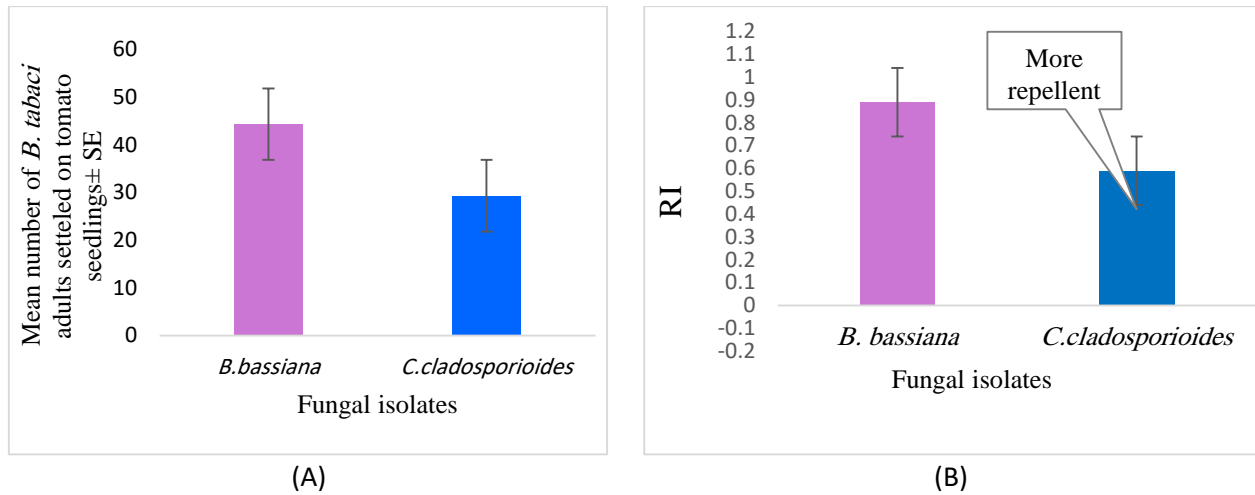 Mean number of B. tabaci
adults setteled on tomato
seedlings± SE
60
50
40
30
20
10
0
B.bassiana
C.cladosporioides
Fungal isolates
(A)
RI
1.2
1.1
1
0.9
0.8
0.7
0.6
0.5
0.4
0.3
0.2
0.1
0
-0.1
-0.2
More
repellent
B. bassiana
C.cladosporioides
Fungal isolates
(B)